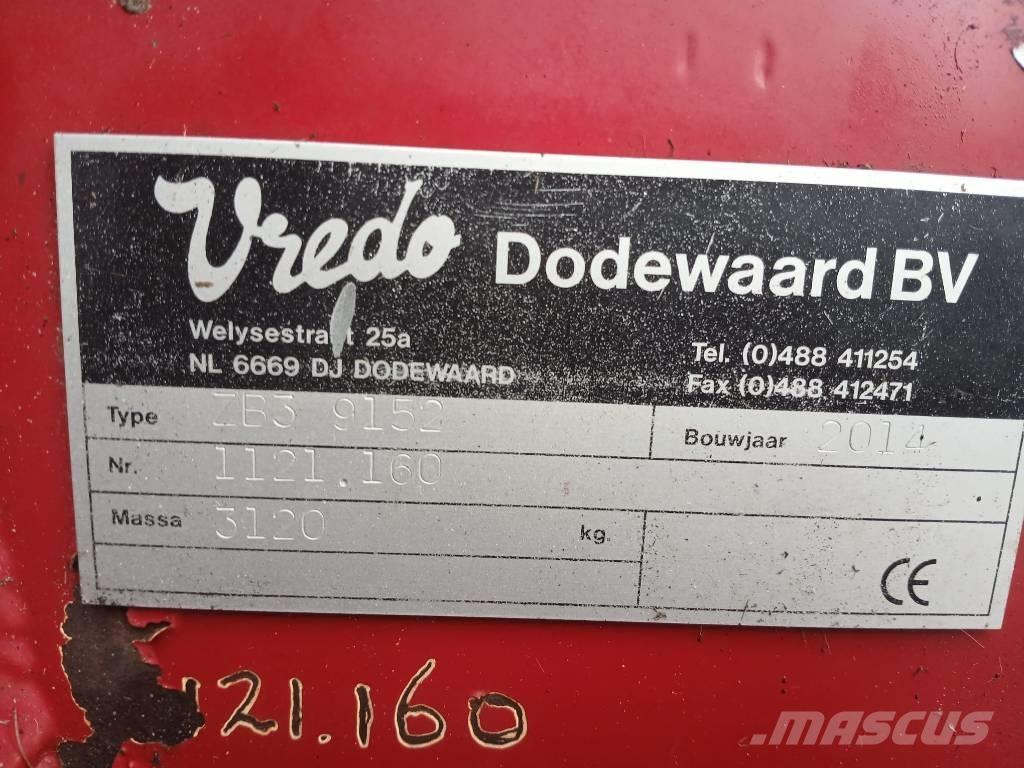 Vredo Dodewaard BV
Welysestraat 25a
NL 6669 DJ DODEWAARD
Tel. (0)488 411254
Fax (0)488 412471
Type ZB3 9152
Bouwjaar 2014
Nr. 1121.160
Massa 3120 kg.
CE
121.160
MASCUS